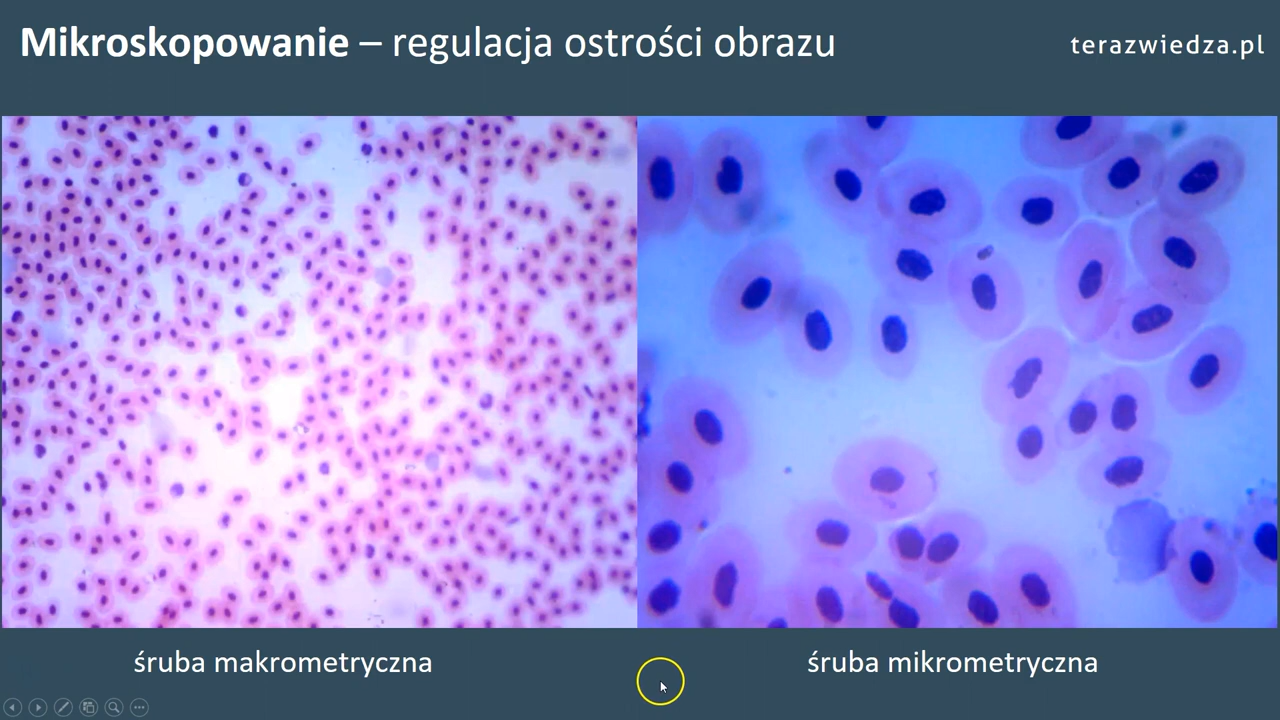 Mikroskopowanie – regulacja ostrości obrazu
terazwiedza.pl
śruba makrometryczna
śruba mikrometryczna